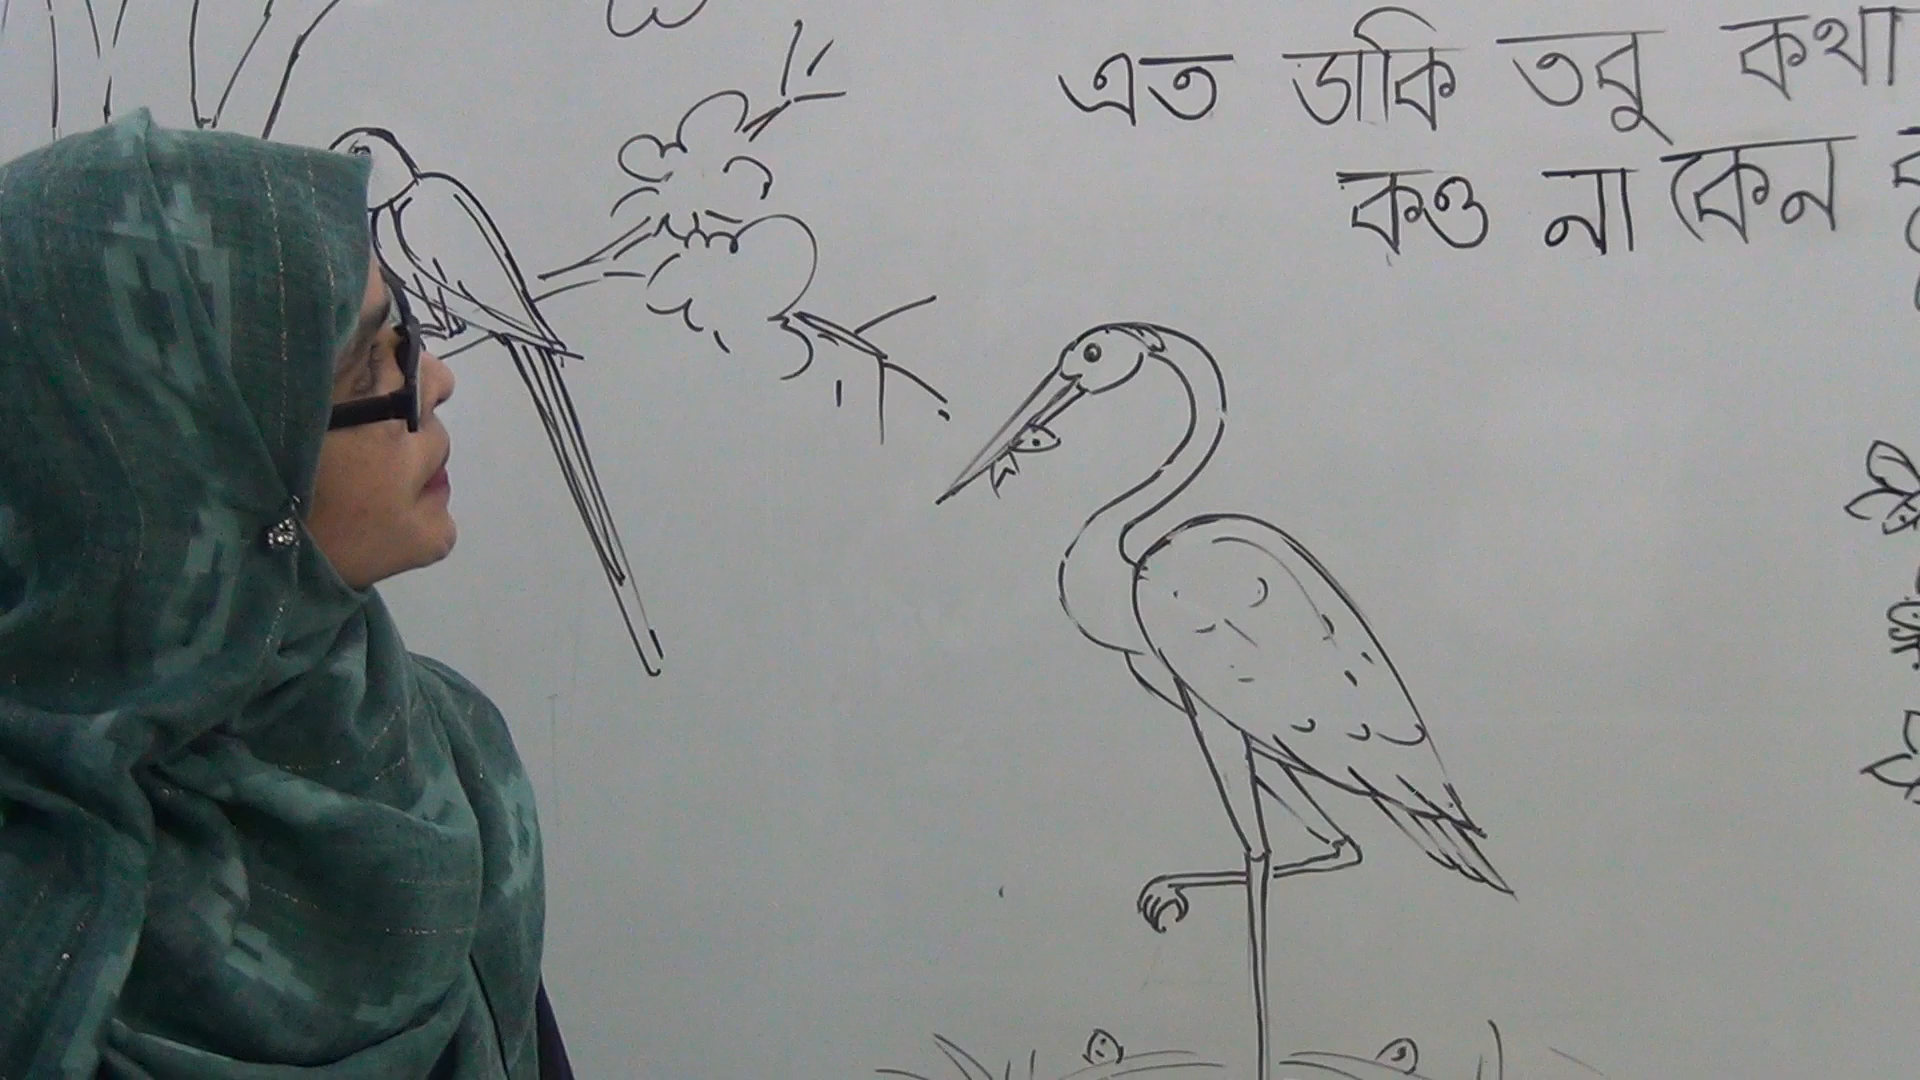 এত ডাকি তবু কথা
কও না কেন